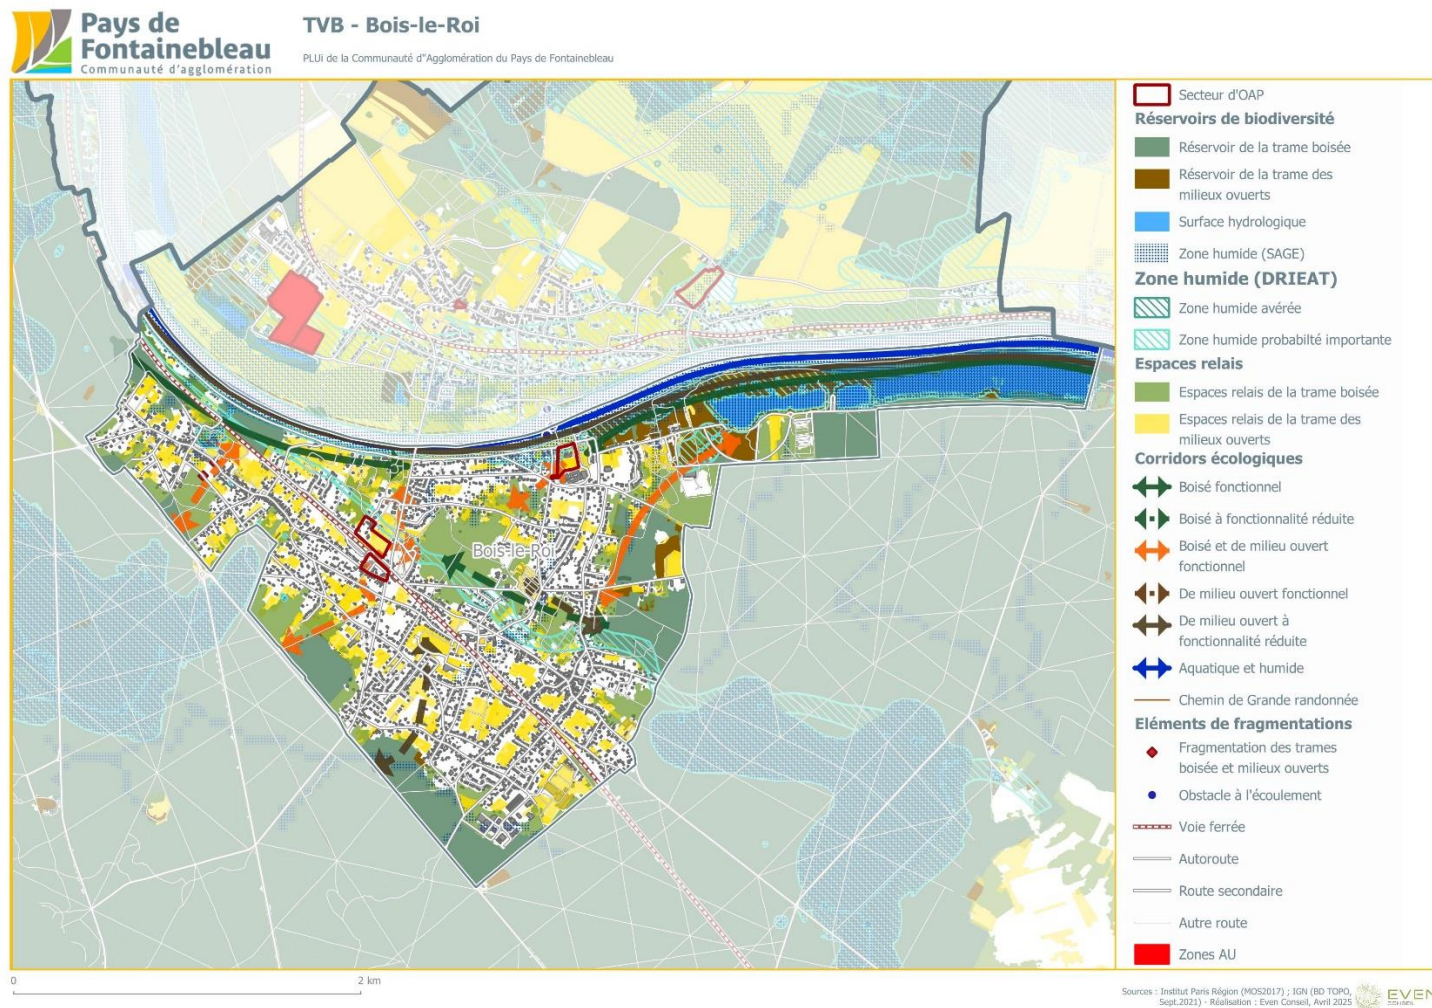 Pays de
Fontainebleau
Communauté d'agglomération
TVB - Bois-le-Roi
PLUi de la Communauté d"Agglomération du Pays de Fontainebleau
Bois-le-Roi
Secteur d'OAP
Réservoirs de biodiversité
Réservoir de la trame boisée
Réservoir de la trame des
milieux ovuerts
Surface hydrologique
Zone humide (SAGE)
Zone humide (DRIEAT)
Zone humide avérée
Zone humide probabilté importante
Espaces relais
Espaces relais de la trame boisée
Espaces relais de la trame des
milieux ouverts
Corridors écologiques
Boisé fonctionnel
Boisé à fonctionnalité réduite
Boisé et de milieu ouvert
fonctionnel
De milieu ouvert fonctionnel
De milieu ouvert à
fonctionnalité réduite
Aquatique et humide
Chemin de Grande randonnée
Eléments de fragmentations
Fragmentation des trames
boisée et milieux ouverts
Obstacle à l'écoulement
Voie ferrée
Autoroute
Route secondaire
Autre route
Zones AU
0
2 km
Sources : Institut Paris Région (MOS2017) ; IGN (BD TOPO,
Sept.2021) - Réalisation : Even Conseil, Avril 2025
EVEN
CONSEIL